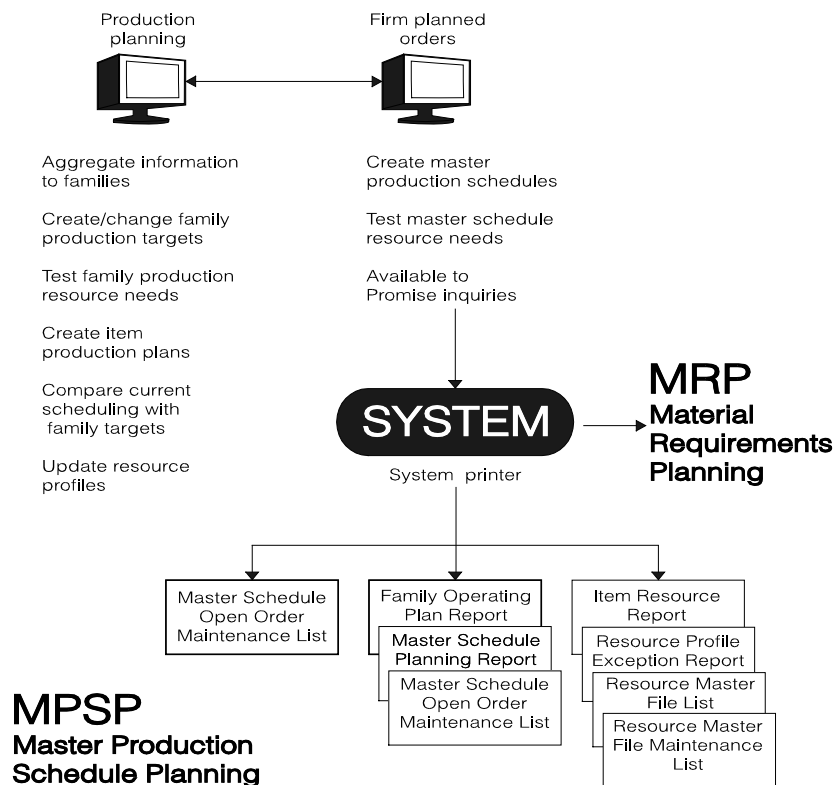 Production
planning
Firm planned
orders
Aggregate information
to families
Create/change family
production targets
Test family production
resource needs
Create item
production plans
Compare current
scheduling with
family targets
Update resource
profiles
Create master
production schedules
Test master schedule
resource needs
Available to
Promise inquiries
SYSTEM
System printer
MRP
Material
Requirements
Planning
Master Schedule
Open Order
Maintenance List
Family Operating
Plan Report
Master Schedule
Planning Report
Master Schedule
Open Order
Maintenance List
Item Resource
Report
Resource Profile
Exception Report
Resource Master
File List
Resource Master
File Maintenance
List
MPSP
Master Production
Schedule Planning